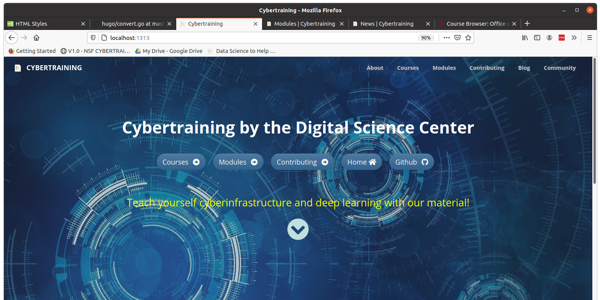 Cybertraining - Mozilla Firefox
HTML Styles
hugo/convert.go at mas
Cybertraining
Modules | Cybertraining
News | Cybertraining
Course Browser: Office o
localhost:1313
90%
Getting Started
V1.0 - NSF CYBERTRAI...
My Drive - Google Drive
Data Science to Help ...
CYBERTRAINING
About
Courses
Modules
Contributing
Blog
Community
Cybertraining by the Digital Science Center
Courses
Modules
Contributing
Home
Github
Teach yourself cyberinfrastructure and deep learning with our material!